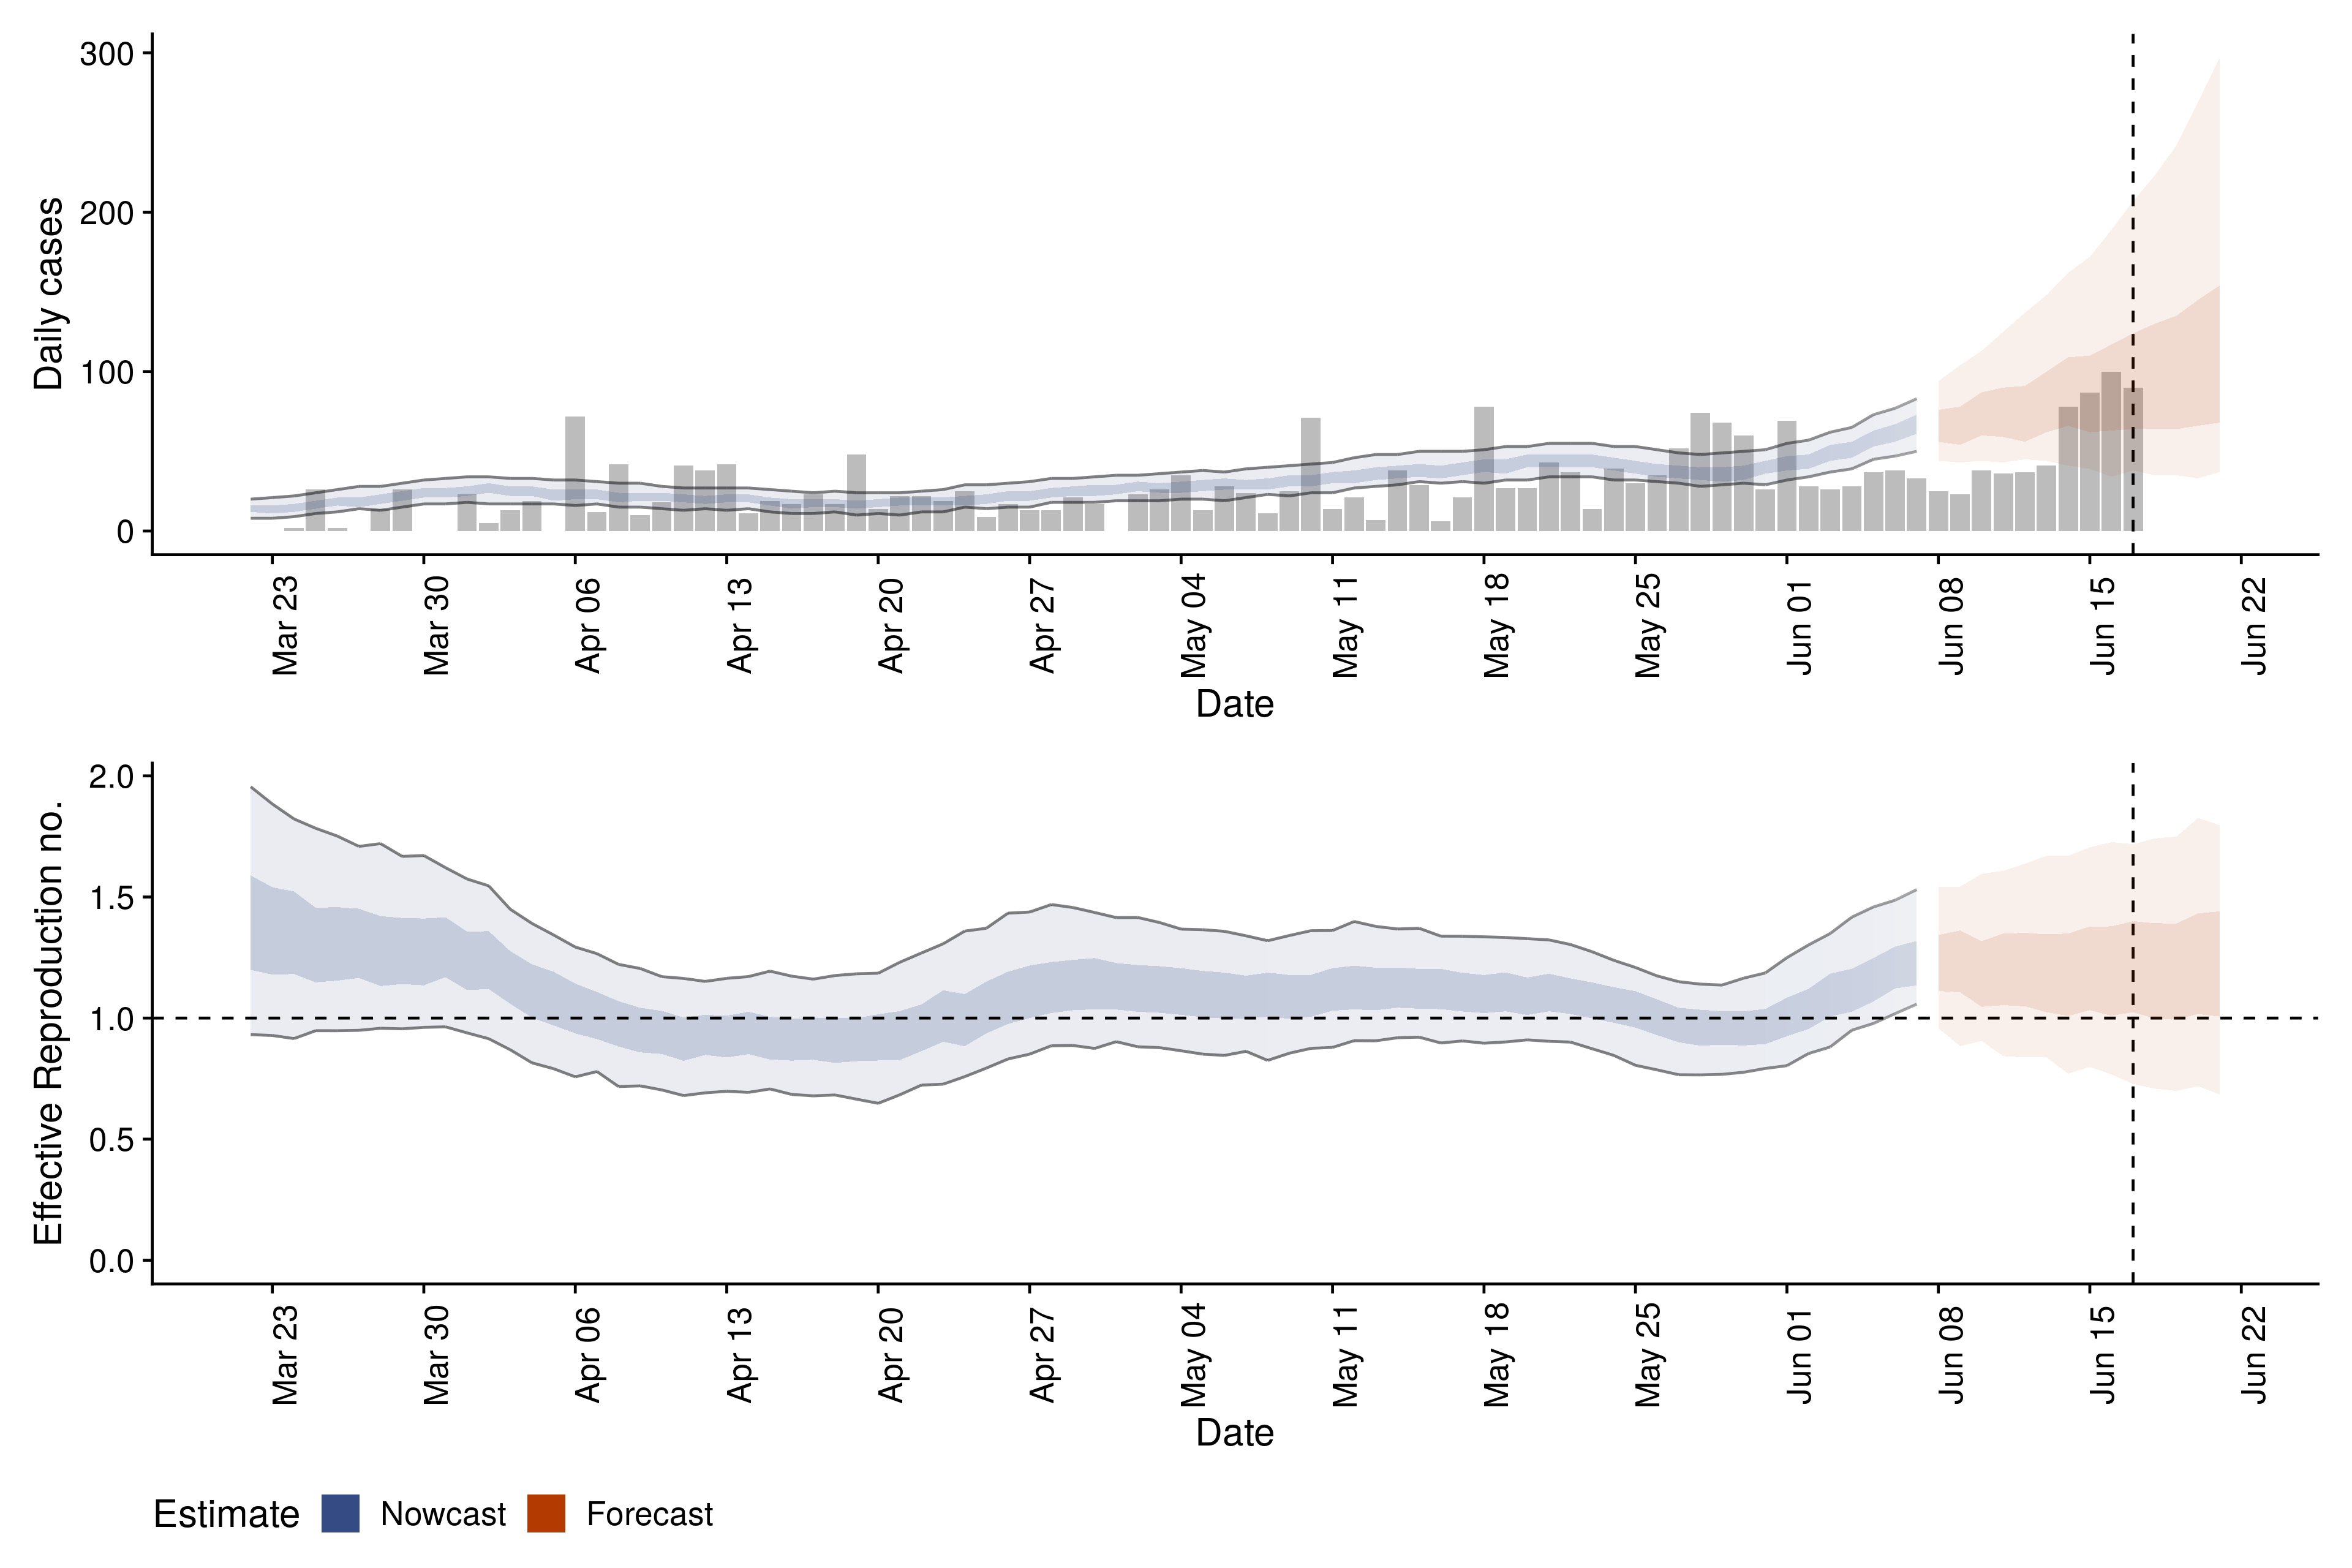 300
200
100
0
Daily cases
Mar 23 Mar 30 Apr 06 Apr 13 Apr 20 Apr 27 May 04 May 11 May 18 May 25 Jun 01 Jun 08 Jun 15 Jun 22
Date
2.0
1.5
1.0
0.5
0.0
Effective Reproduction no.
Mar 23 Mar 30 Apr 06 Apr 13 Apr 20 Apr 27 May 04 May 11 May 18 May 25 Jun 01 Jun 08 Jun 15 Jun 22
Date
Estimate Nowcast Forecast